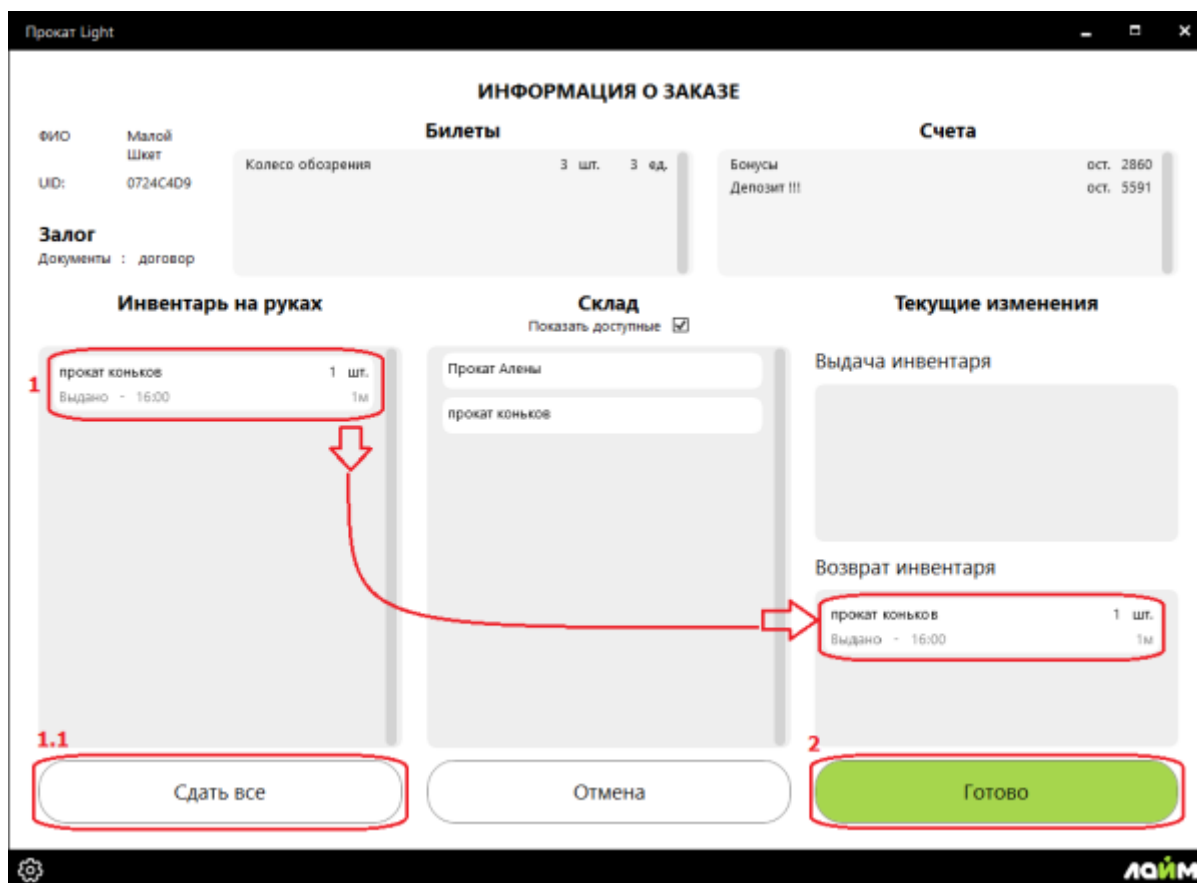 Прокат Light
ИНФОРМАЦИЯ О ЗАКАЗЕ
ФИО Малой
Шкет
UID: 0724C4D9
Залог
Документы : договор
Билеты
Колесо обозрения 3 шт. 3 ед.
Счета
Бонусы ост. 2860
Депозит !!! ост. 5591
Инвентарь на руках
1
прокат коньков 1 шт.
Выдано - 16:00 1м
Склад
Показать доступные
Прокат Алены
прокат коньков
Текущие изменения
Выдача инвентаря
Возврат инвентаря
прокат коньков 1 шт.
Выдано - 16:00 1м
1.1
Сдать все
Отмена
2
Готово
лайм